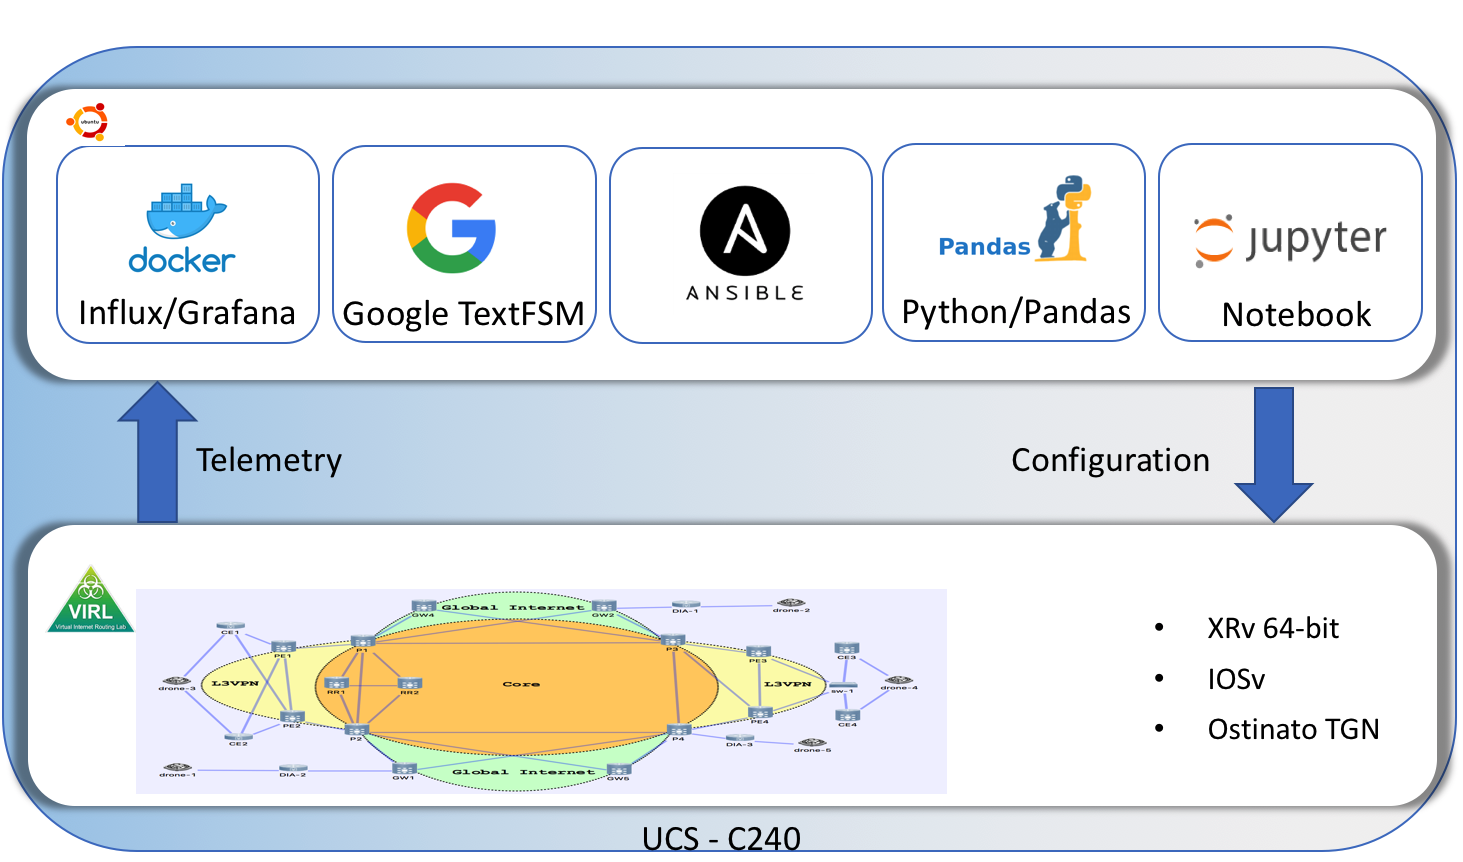 ubuntu
docker
Influx/Grafana
Google TextFSM
ANSIBLE
Pandas
Python/Pandas
jupyter
Notebook
Telemetry
Configuration
VIRL
Virtual Internet Routing Lab
GW4
Global Internet
GW2
DIA-1
drone-2
CE1
PE1
P1
P3
PE3
CE3
drone-3
L3VPN
RR1
RR2
Core
L3VPN
sw-1
drone-4
PE2
PE4
CE4
CE2
P2
P4
DIA-3
drone-5
drone-1
DIA-2
GW1
Global Internet
GW5
• XRv 64-bit
• IOSv
• Ostinato TGN
UCS - C240